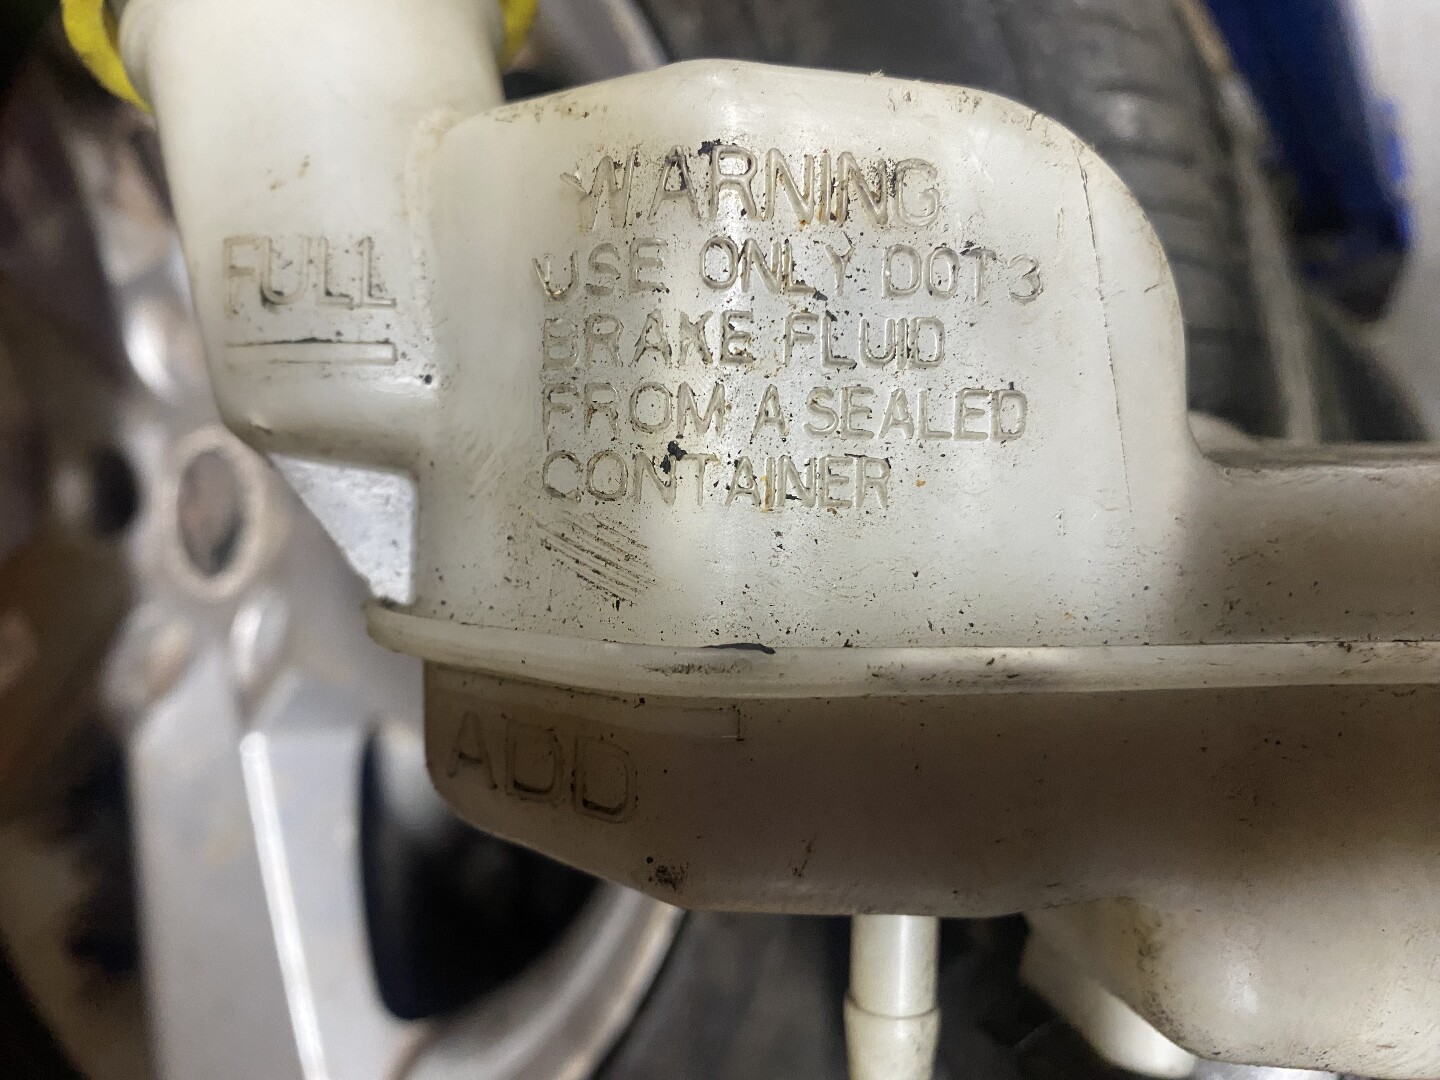 FULL
WARNING
USE ONLY DOT 3
BRAKE FLUID
FROM A SEALED
CONTAINER
ADD